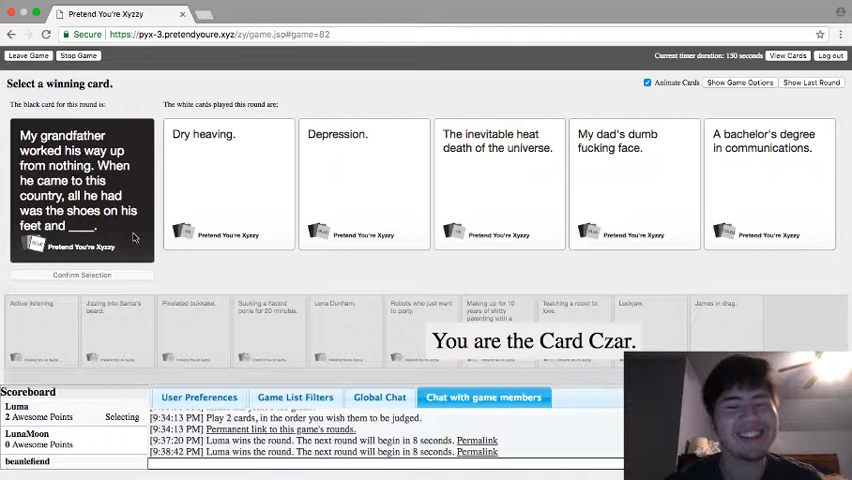 Pretend You're Xyzzy
Secure
https://pyx-3.pretendyoure.xyz/zy/game.jsp#game=82
Leave Game
Stop Game
Current timer duration: 150 seconds
View Cards
Log out
Select a winning card.
Animate Cards
Show Game Options
Show Last Round
The black card for this round is:
The white cards played this round are:
My grandfather
worked his way up
from nothing. When
he came to this
country, all he had
was the shoes on his
feet and ____.
Pretend You're Xyzzy
Dry heaving.
Pretend You're Xyzzy
Depression.
Pretend You're Xyzzy
The inevitable heat
death of the universe.
Pretend You're Xyzzy
My dad's dumb
fucking face.
Pretend You're Xyzzy
A bachelor's degree
in communications.
Pretend You're Xyzzy
Confirm Selection
Active listening.
Jizzing into Santa's
beard.
Pixelated bukkake.
Sucking a flaccid
penis for 20 minutes.
Lena Dunham.
Robots who just want
to party.
Making up for 10
years of shitty
parenting with a
Teaching a robot to
love.
Lockjaw.
James in drag.
You are the Card Czar.
Scoreboard
Luma
2 Awesome Points
Selecting
LunaMoon
0 Awesome Points
beanlefiend
User Preferences
Game List Filters
Global Chat
Chat with game members
[9:34:13 PM] Play 2 cards, in the order you wish them to be judged.
[9:34:13 PM] Permanent link to this game's rounds.
[9:37:20 PM] Luma wins the round. The next round will begin in 8 seconds. Permalink
[9:38:42 PM] Luma wins the round. The next round will begin in 8 seconds. Permalink